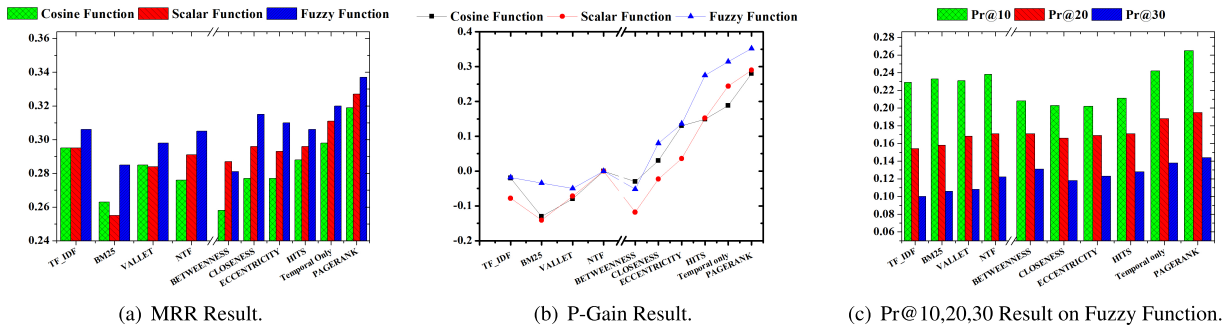 Cosine Function Scalar Function Fuzzy Function
0.36
0.34
0.32
0.30
0.28
0.26
0.24
TF_IDF BM25 VALLET NTF BETWEENNESS CLOSENESS ECCENTRICITY HITS Temporal Only PAGERANK
(a) MRR Result.
Cosine Function Scalar Function Fuzzy Function
0.4
0.3
0.2
0.1
0.0
-0.1
-0.2
TF_IDF BM25 VALLET NTF BETWEENNESS CLOSENESS ECCENTRICITY HITS Temporal only PAGERANK
(b) P-Gain Result.
Pr@10 Pr@20 Pr@30
0.28
0.26
0.24
0.22
0.20
0.18
0.16
0.14
0.12
0.10
0.08
0.06
TF_IDF BM25 VALLET NTF BETWEENNESS CLOSENESS ECCENTRICITY HITS Temporal only PAGERANK
(c) Pr@10,20,30 Result on Fuzzy Function.